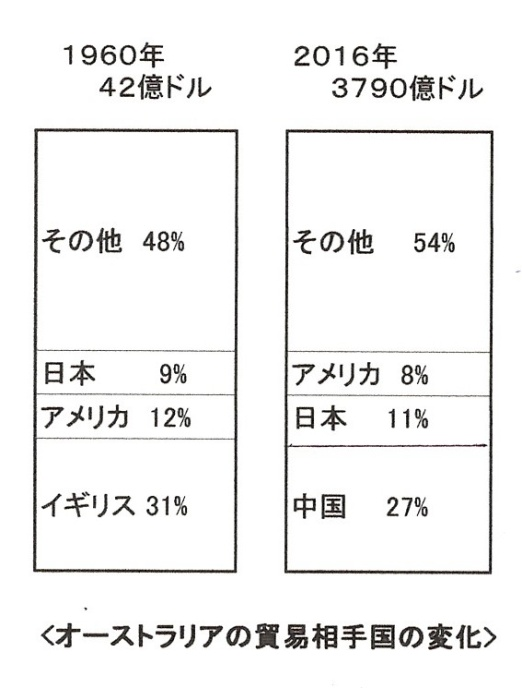 1960年
42億ドル
その他 48%
日本 9%
アメリカ 12%
イギリス 31%
2016年
3790億ドル
その他 54%
アメリカ 8%
日本 11%
中国 27%
<オーストラリアの貿易相手国の変化>